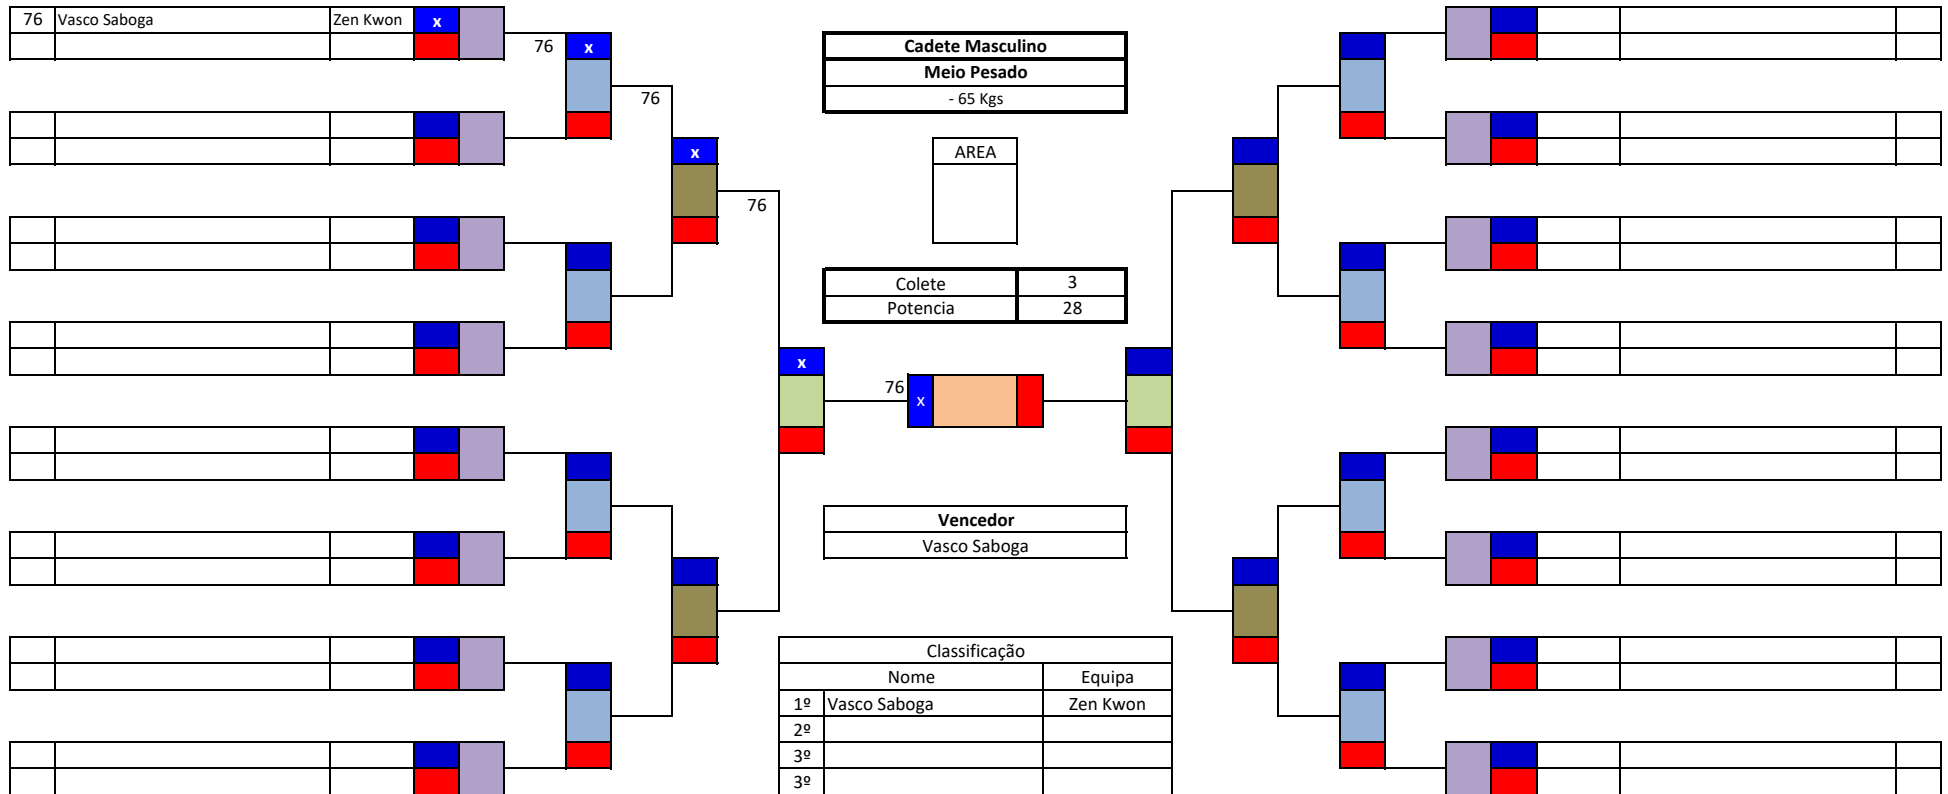 76 Vasco Saboga Zen Kwon x
76 x
Cadete Masculino
Meio Pesado
- 65 Kgs
76
x
AREA
76
Colete 3
Potencia 28
x
76 x
Vencedor
Vasco Saboga
Classificação
Nome Equipa
1º Vasco Saboga Zen Kwon
2º
3º
3º